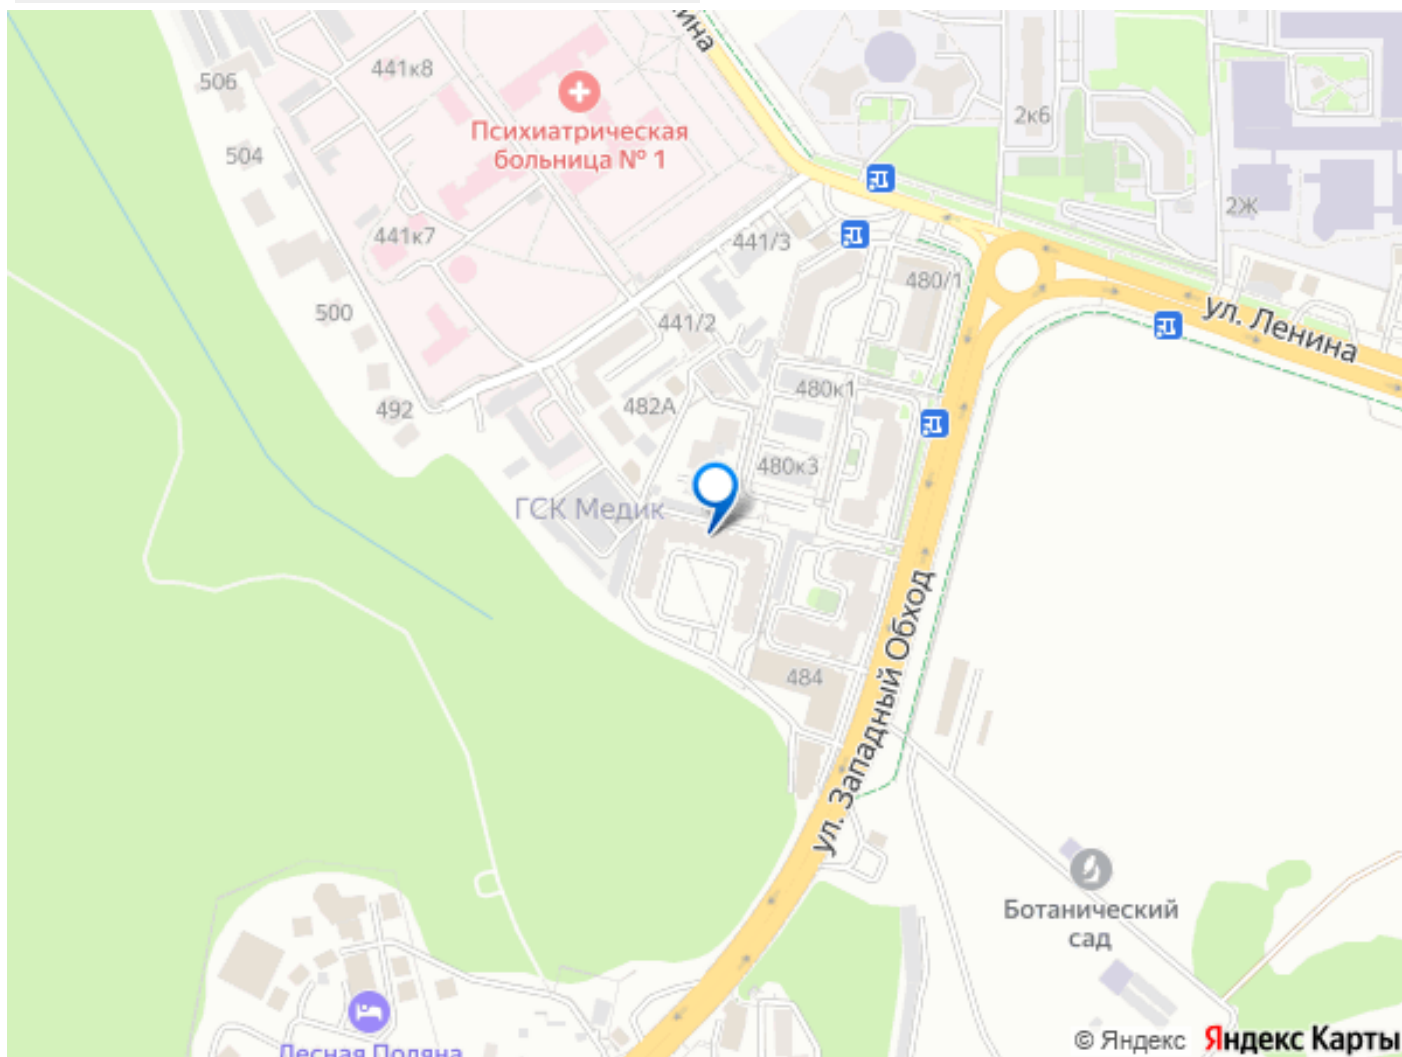 ина
506
441к8
Психиатрическая
больница № 1
2к6
504
2Ж
441к7
441/3
480/1
500
441/2
ул. Ленина
492
482А
480к1
480к3
ГСК Медик
ул. Западный Обход
484
Ботанический
сад
Лесная Поляна
© Яндекс Яндекс Карты